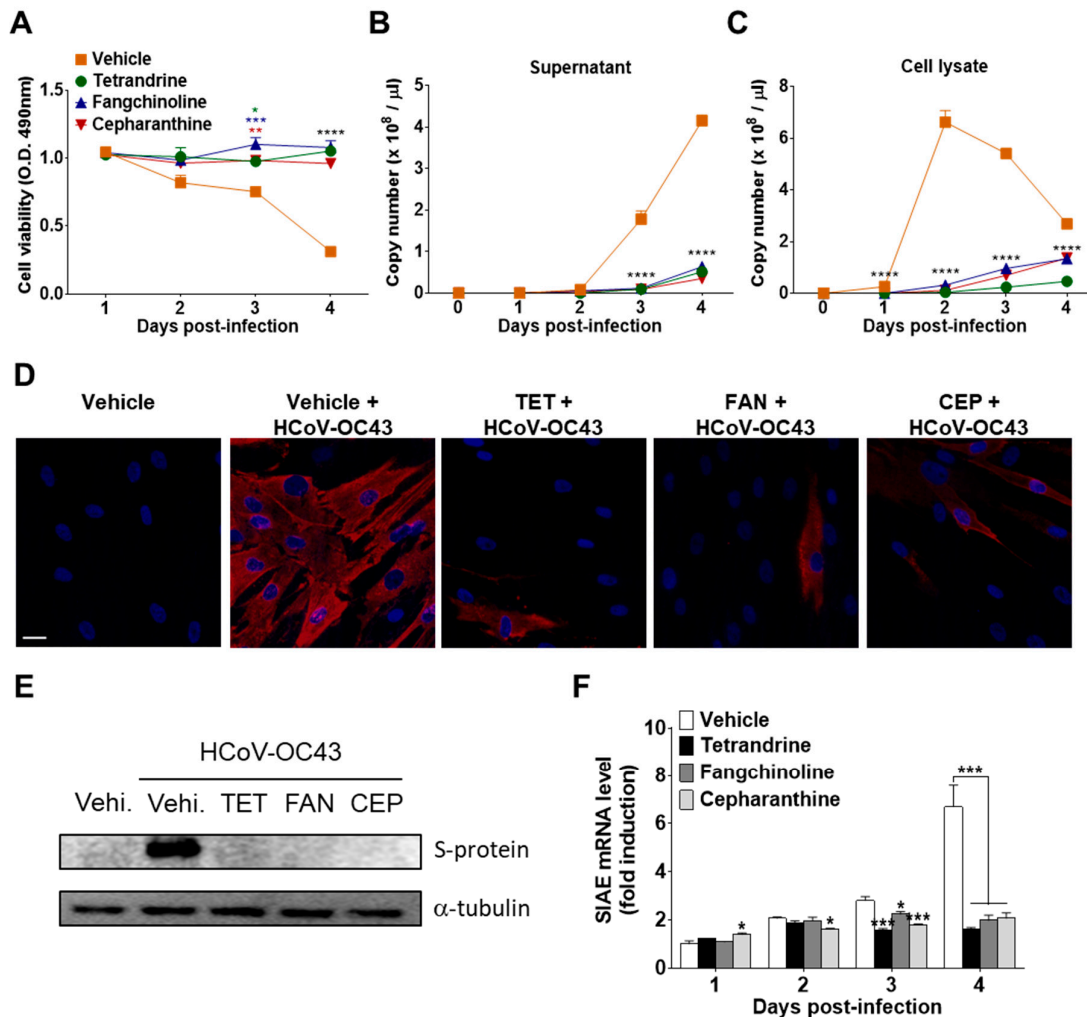 A
Vehicle
Tetrandrine
Fangchinoline
Cepharanthine
Cell viability (O.D. 490nm)
1.5
1.0
0.5
0.0
*
***
**
****
1
2
3
4
Days post-infection
B
Supernatant
Copy number (x 10⁸ / µl)
5
4
3
2
1
0
****
****
0
1
2
3
4
Days post-infection
C
Cell lysate
Copy number (x 10⁸ / µl)
8
6
4
2
0
****
****
****
****
0
1
2
3
4
Days post-infection
D
Vehicle
Vehicle +
HCoV-OC43
TET +
HCoV-OC43
FAN +
HCoV-OC43
CEP +
HCoV-OC43
E
HCoV-OC43
Vehi. Vehi. TET FAN CEP
S-protein
α-tubulin
F
Vehicle
Tetrandrine
Fangchinoline
Cepharanthine
SIAE mRNA level
(fold induction)
10
8
6
4
2
0
*
*
***
*
***
***
1
2
3
4
Days post-infection